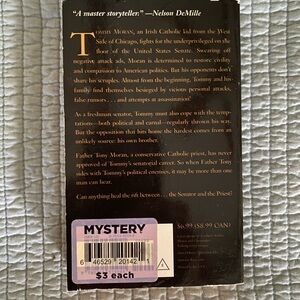 "A master storyteller." —Nelson DeMille
TOMMY MORAN, an Irish Catholic kid from the West
Side of Chicago, fights for the underprivileged on the
floor of the United States Senate. Swearing off
negative attack ads, Moran is determined to restore civility
and compassion to American politics. But his opponents don't
share his scruples. Almost from the beginning, Tommy and his
family find themselves besieged by vicious personal attacks,
false rumors . . . and attempts at assassination!
As a freshman senator, Tommy must also cope with the temp-
tations—both political and carnal—regularly thrown his way.
But the opposition that hits home the hardest comes from an
unlikely source: his own brother.
Father Tony Moran, a conservative Catholic priest, has never
approved of Tommy's senatorial career. So when Father Tony
sides with Tommy's political enemies, it may be more than one
man can bear.
Can anything heal the rift between . . . the Senator and the Priest?
MYSTERY
6 46529 20142 1
$3 each
$6.99 ($8.99 CAN)